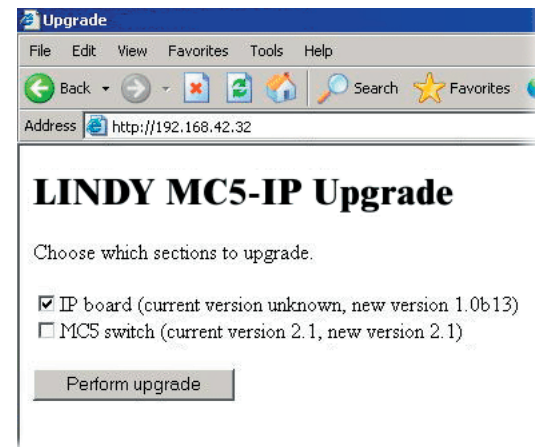 Upgrade
File Edit View Favorites Tools Help
Back Search Favorites
Address http://192.168.42.32
LINDY MC5-IP Upgrade
Choose which sections to upgrade.
IP board (current version unknown, new version 1.0b13)
MC5 switch (current version 2.1, new version 2.1)
Perform upgrade